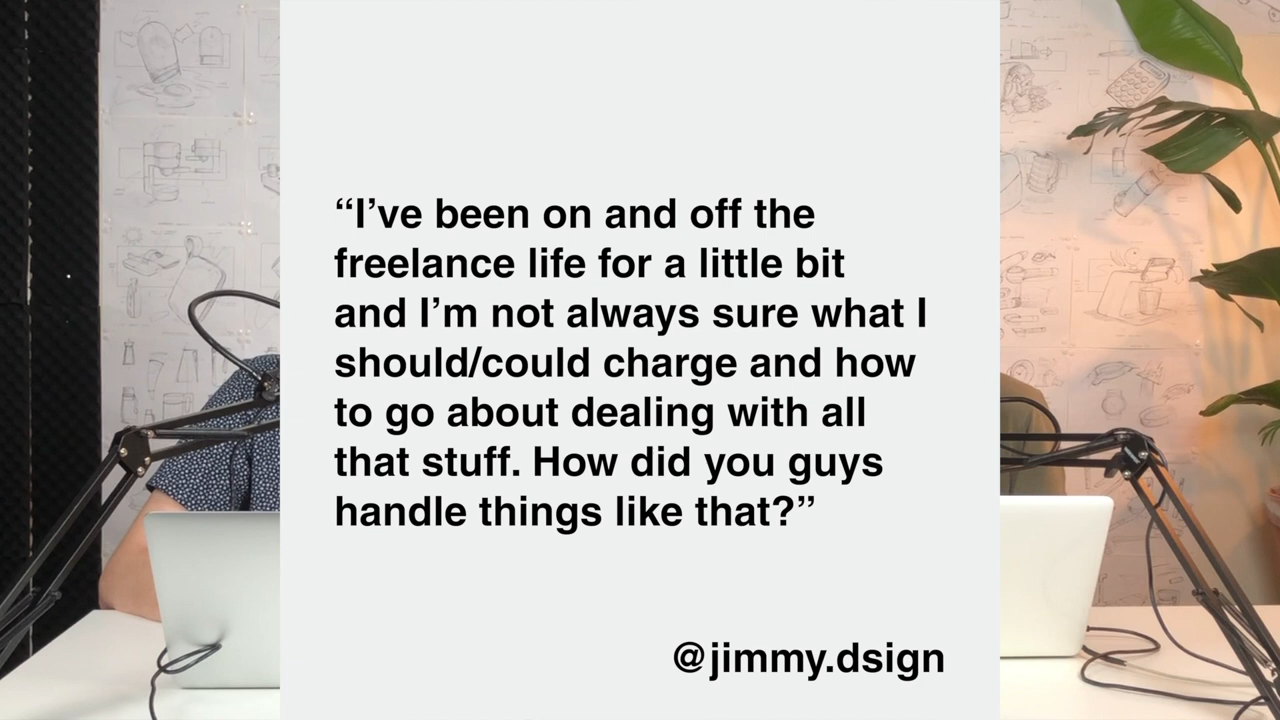 “I’ve been on and off the
freelance life for a little bit
and I’m not always sure what I
should/could charge and how
to go about dealing with all
that stuff. How did you guys
handle things like that?”
@jimmy.dsign